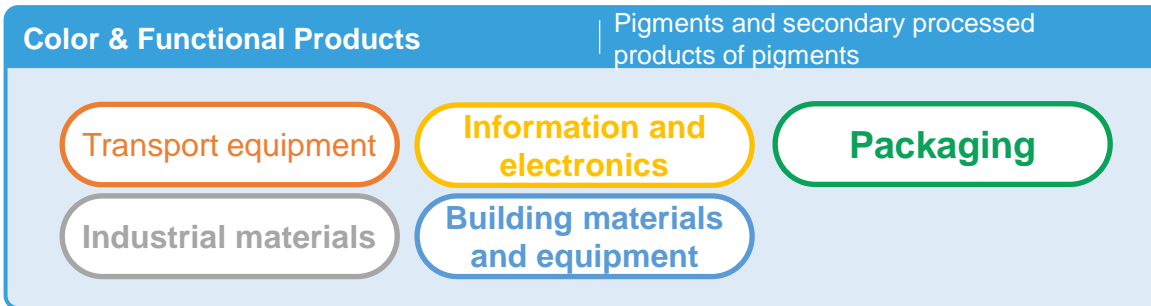 Color & Functional Products
Pigments and secondary processed
products of pigments
Transport equipment
Information and
electronics
Packaging
Industrial materials
Building materials
and equipment